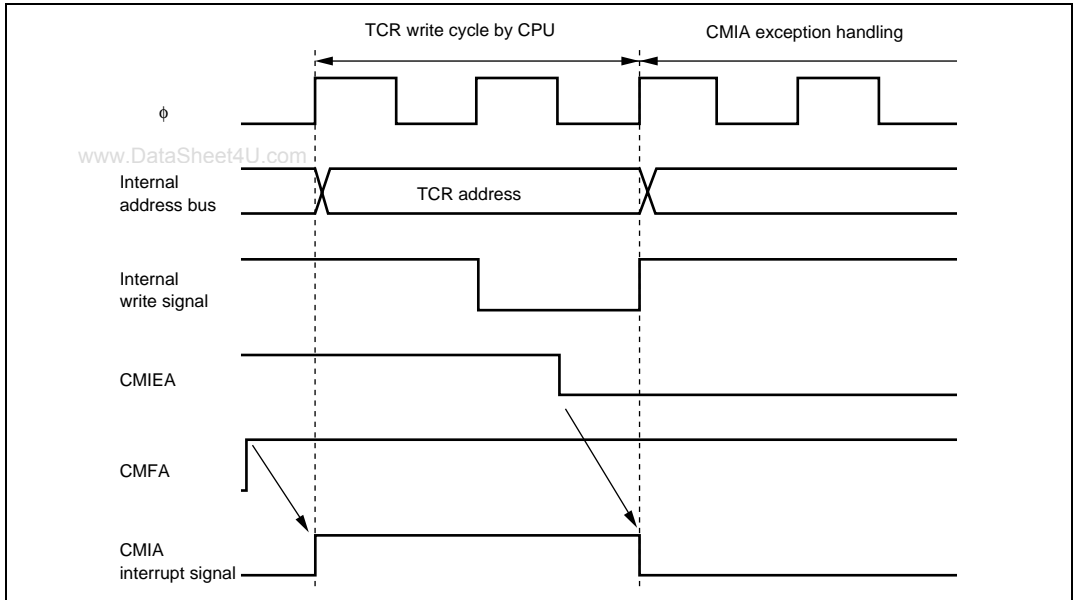 TCR write cycle by CPU
CMIA exception handling
ϕ
www.DataSheet4U.com
Internal
address bus
TCR address
Internal
write signal
CMIEA
CMFA
CMIA
interrupt signal